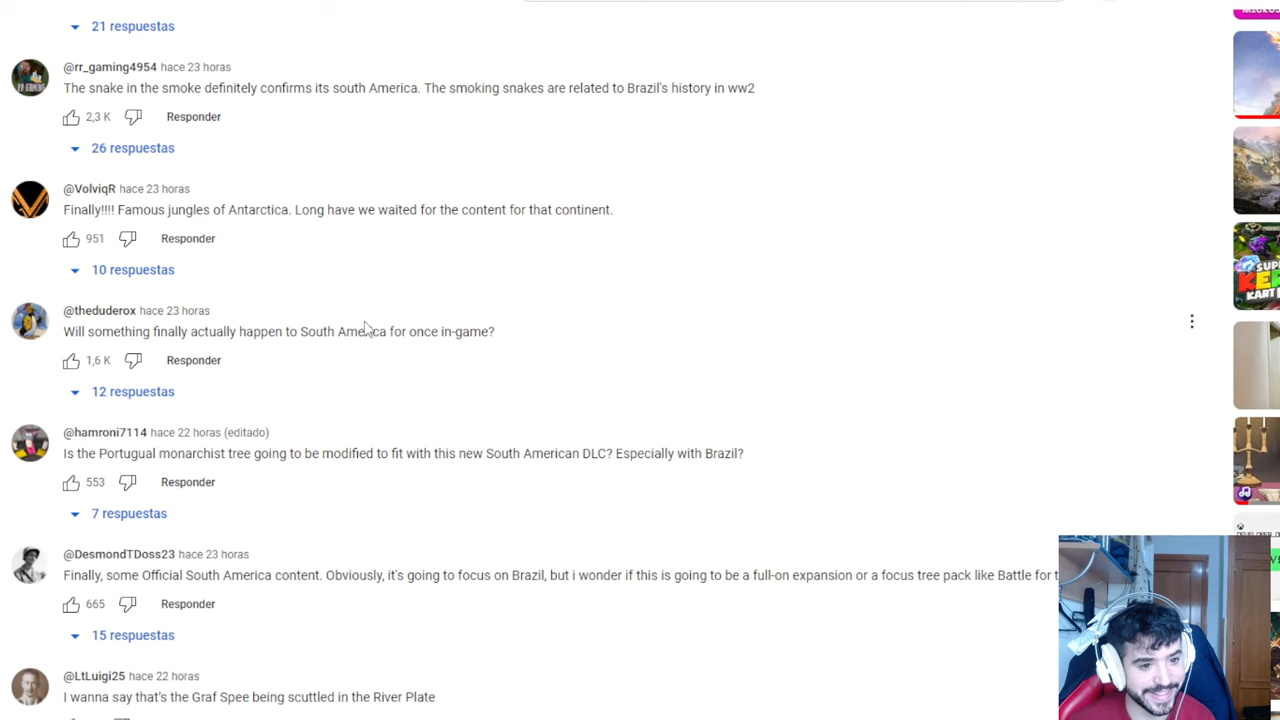 21 respuestas
@rr_gaming4954 hace 23 horas
The snake in the smoke definitely confirms its south America. The smoking snakes are related to Brazil's history in ww2
2,3 K Responder
26 respuestas
@VolviqR hace 23 horas
Finally!!!! Famous jungles of Antarctica. Long have we waited for the content for that continent.
951 Responder
10 respuestas
@theduderox hace 23 horas
Will something finally actually happen to South America for once in-game?
1,6 K Responder
12 respuestas
@hamroni7114 hace 22 horas (editado)
Is the Portugual monarchist tree going to be modified to fit with this new South American DLC? Especially with Brazil?
553 Responder
7 respuestas
@DesmondTDoss23 hace 23 horas
Finally, some Official South America content. Obviously, it's going to focus on Brazil, but i wonder if this is going to be a full-on expansion or a focus tree pack like Battle for t
665 Responder
15 respuestas
@LtLuigi25 hace 22 horas
I wanna say that's the Graf Spee being scuttled in the River Plate
SUP
KER
KART